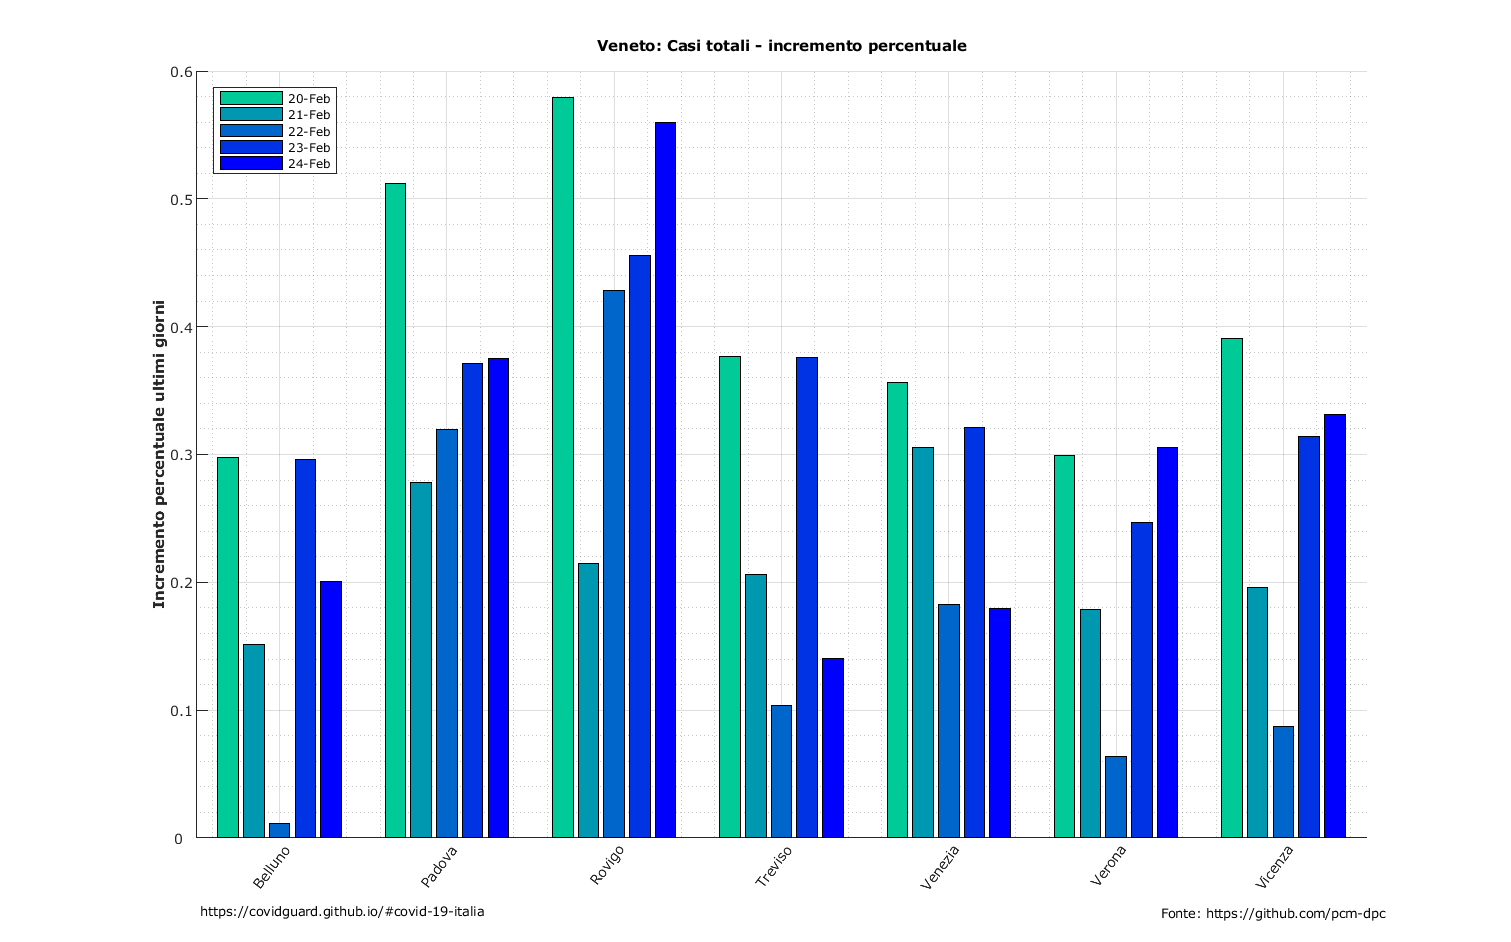 Veneto: Casi totali - incremento percentuale
0.6
0.5
0.4
0.3
0.2
0.1
0
Incremento percentuale ultimi giorni
20-Feb
21-Feb
22-Feb
23-Feb
24-Feb
Belluno
Padova
Rovigo
Treviso
Venezia
Verona
Vicenza
https://covidguard.github.io/#covid-19-italia
Fonte: https://github.com/pcm-dpc